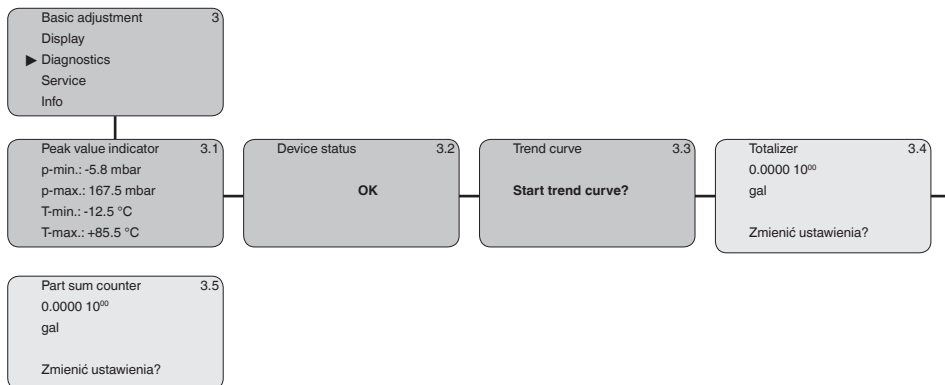 Basic adjustment 3
Display
▶ Diagnostics
Service
Info
Peak value indicator 3.1
p-min.: -5.8 mbar
p-max.: 167.5 mbar
T-min.: -12.5 °C
T-max.: +85.5 °C
Device status 3.2
OK
Trend curve 3.3
Start trend curve?
Totalizer 3.4
0.0000 10⁰⁰
gal
Zmienić ustawienia?
Part sum counter 3.5
0.0000 10⁰⁰
gal
Zmienić ustawienia?